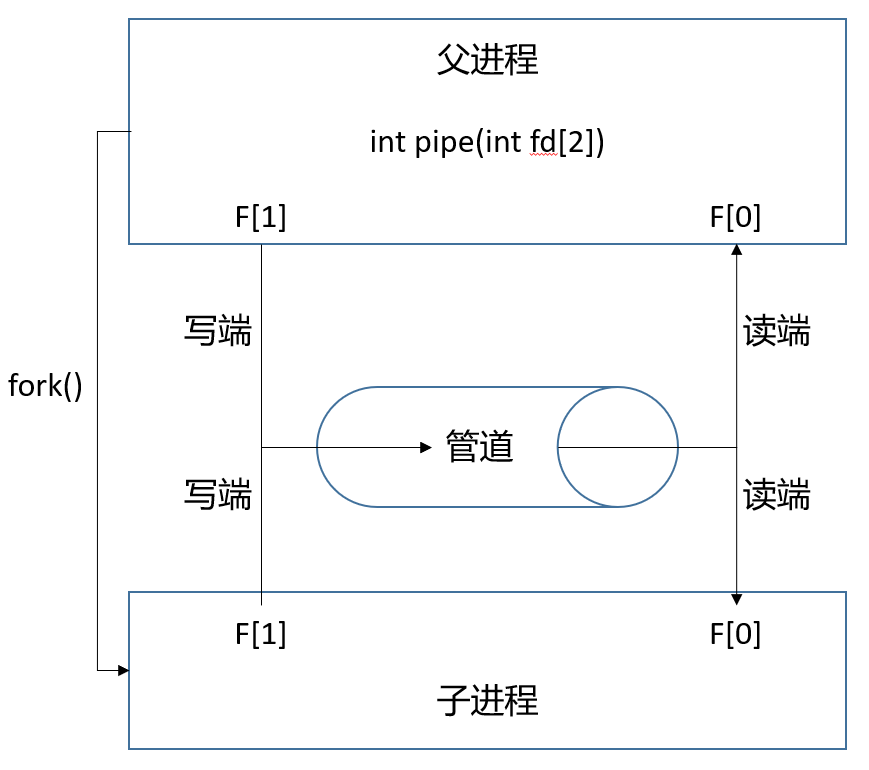 父进程
int pipe(int fd[2])
F[1] F[0]
写端 读端
fork()
管道
写端 读端
F[1] F[0]
子进程